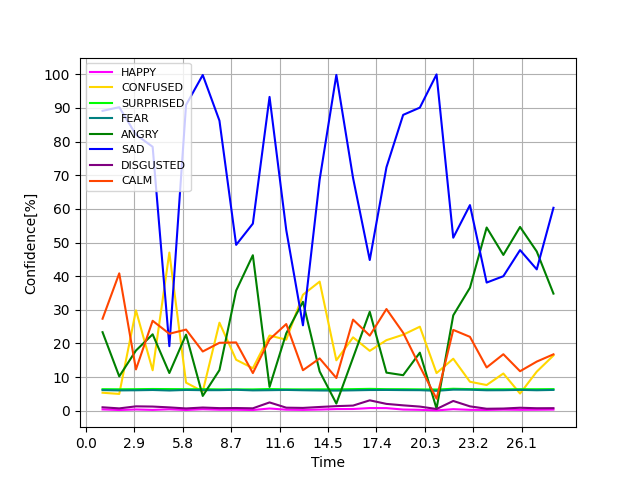 HAPPY
CONFUSED
SURPRISED
FEAR
ANGRY
SAD
DISGUSTED
CALM
100
90
80
70
60
50
40
30
20
10
0
Confidence[%]
0.0 2.9 5.8 8.7 11.6 14.5 17.4 20.3 23.2 26.1
Time